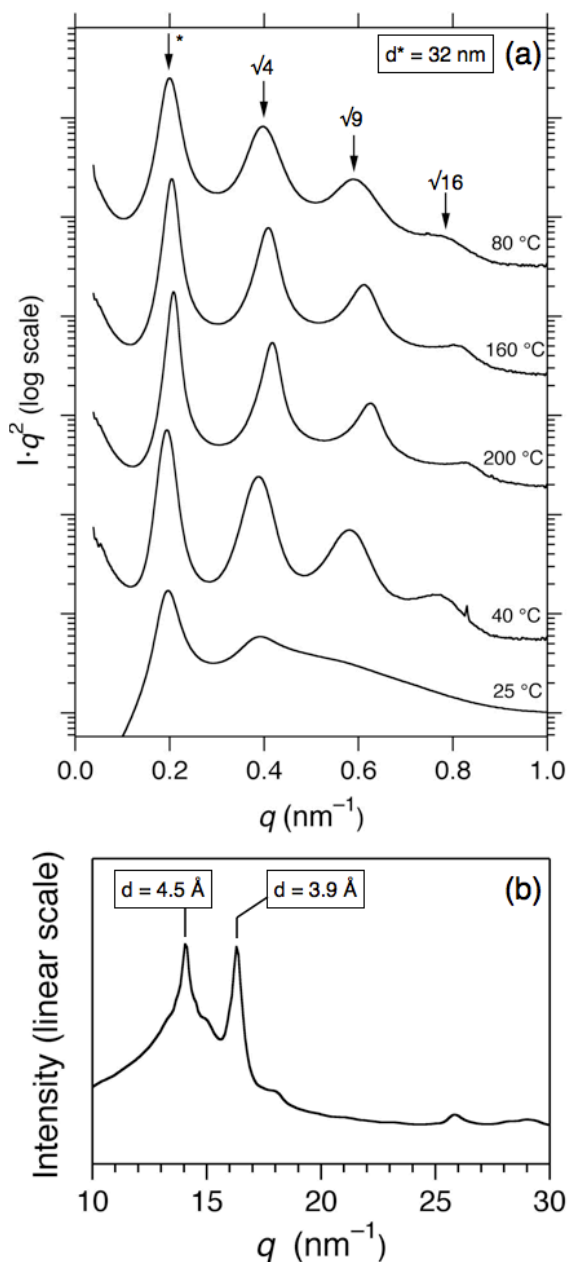 *
d* = 32 nm
(a)
√4
√9
√16
80 °C
160 °C
200 °C
40 °C
25 °C
I·q² (log scale)
0.0 0.2 0.4 0.6 0.8 1.0
q (nm⁻¹)
d = 4.5 Å
d = 3.9 Å
(b)
Intensity (linear scale)
10 15 20 25 30
q (nm⁻¹)